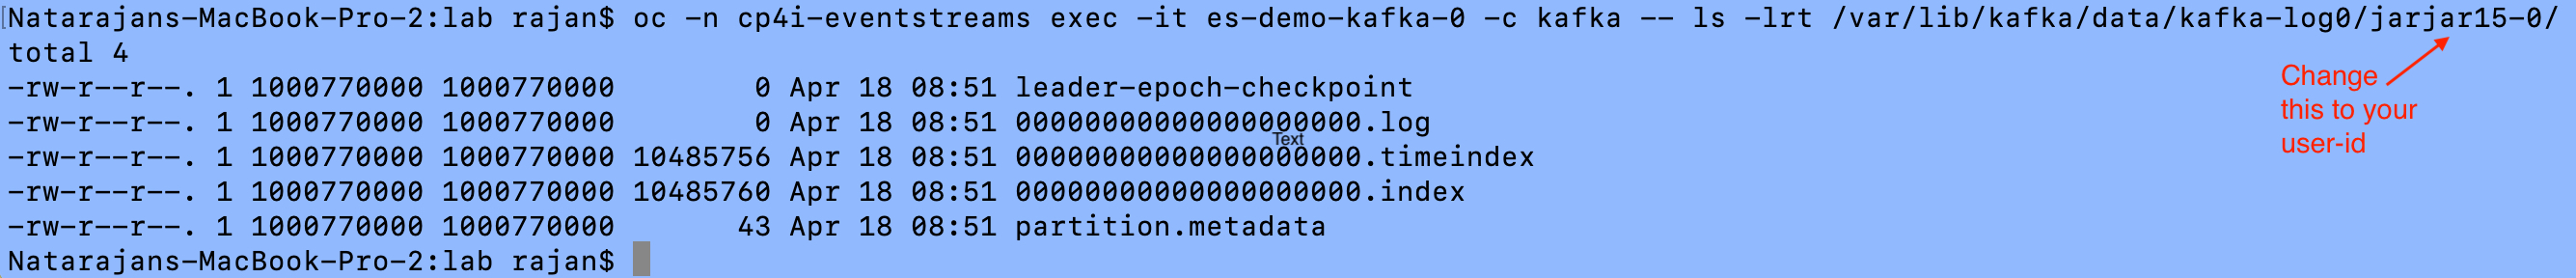 [Natarajans-MacBook-Pro-2:lab rajan$ oc -n cp4i-eventstreams exec -it es-demo-kafka-0 -c kafka -- ls -lrt /var/lib/kafka/data/kafka-log0/jarjar15-0/
total 4
-rw-r--r--. 1 1000770000 1000770000        0 Apr 18 08:51 leader-epoch-checkpoint
-rw-r--r--. 1 1000770000 1000770000        0 Apr 18 08:51 00000000000000000000.log
Text
-rw-r--r--. 1 1000770000 1000770000 10485756 Apr 18 08:51 00000000000000000000.timeindex
-rw-r--r--. 1 1000770000 1000770000 10485760 Apr 18 08:51 00000000000000000000.index
-rw-r--r--. 1 1000770000 1000770000       43 Apr 18 08:51 partition.metadata
Natarajans-MacBook-Pro-2:lab rajan$
Change
this to your
user-id